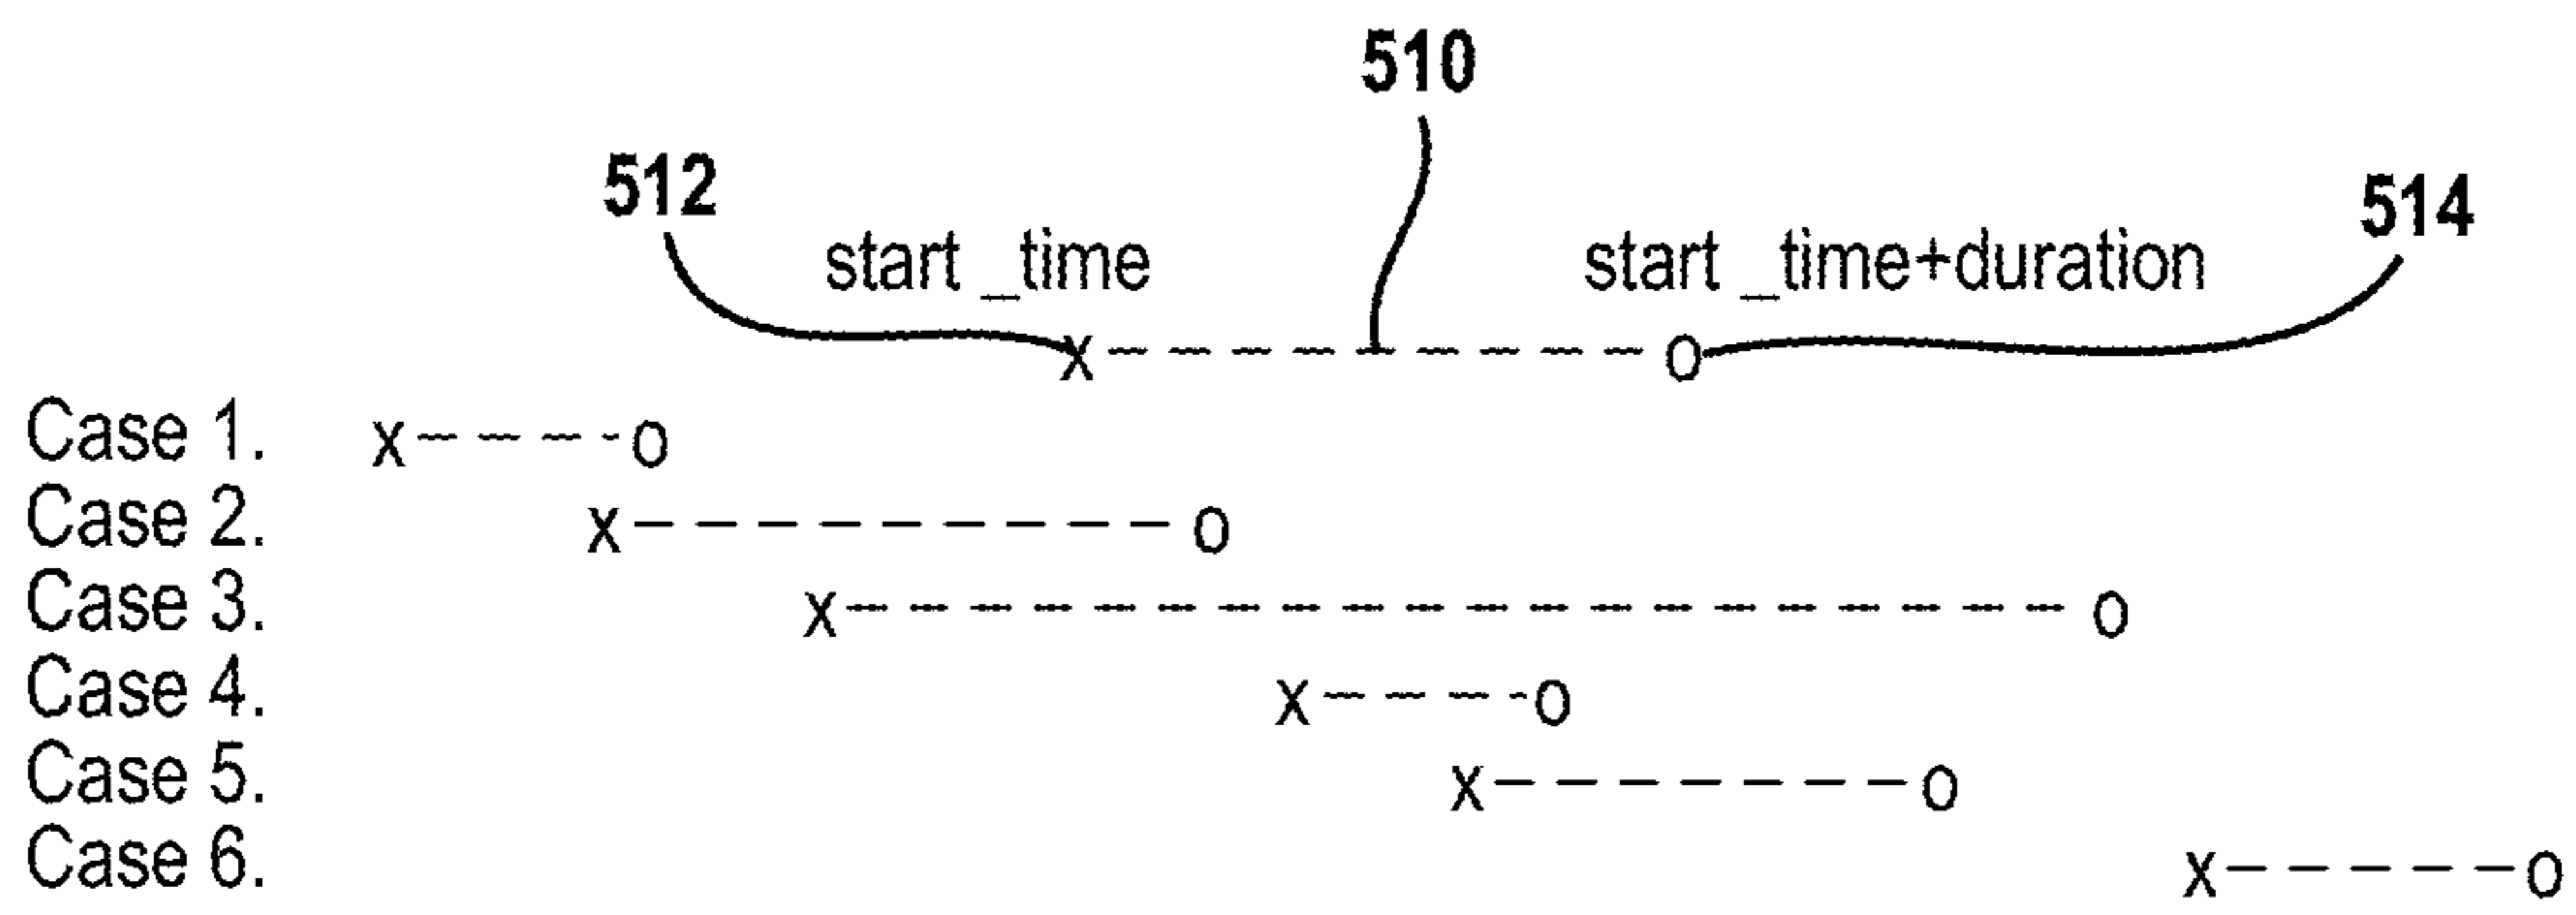 510
512
514
start _time
start _time+duration
x----------o
Case 1. x-----o
Case 2. x----------o
Case 3. x--------------------o
Case 4. x-----o
Case 5. x-------o
Case 6. x------o